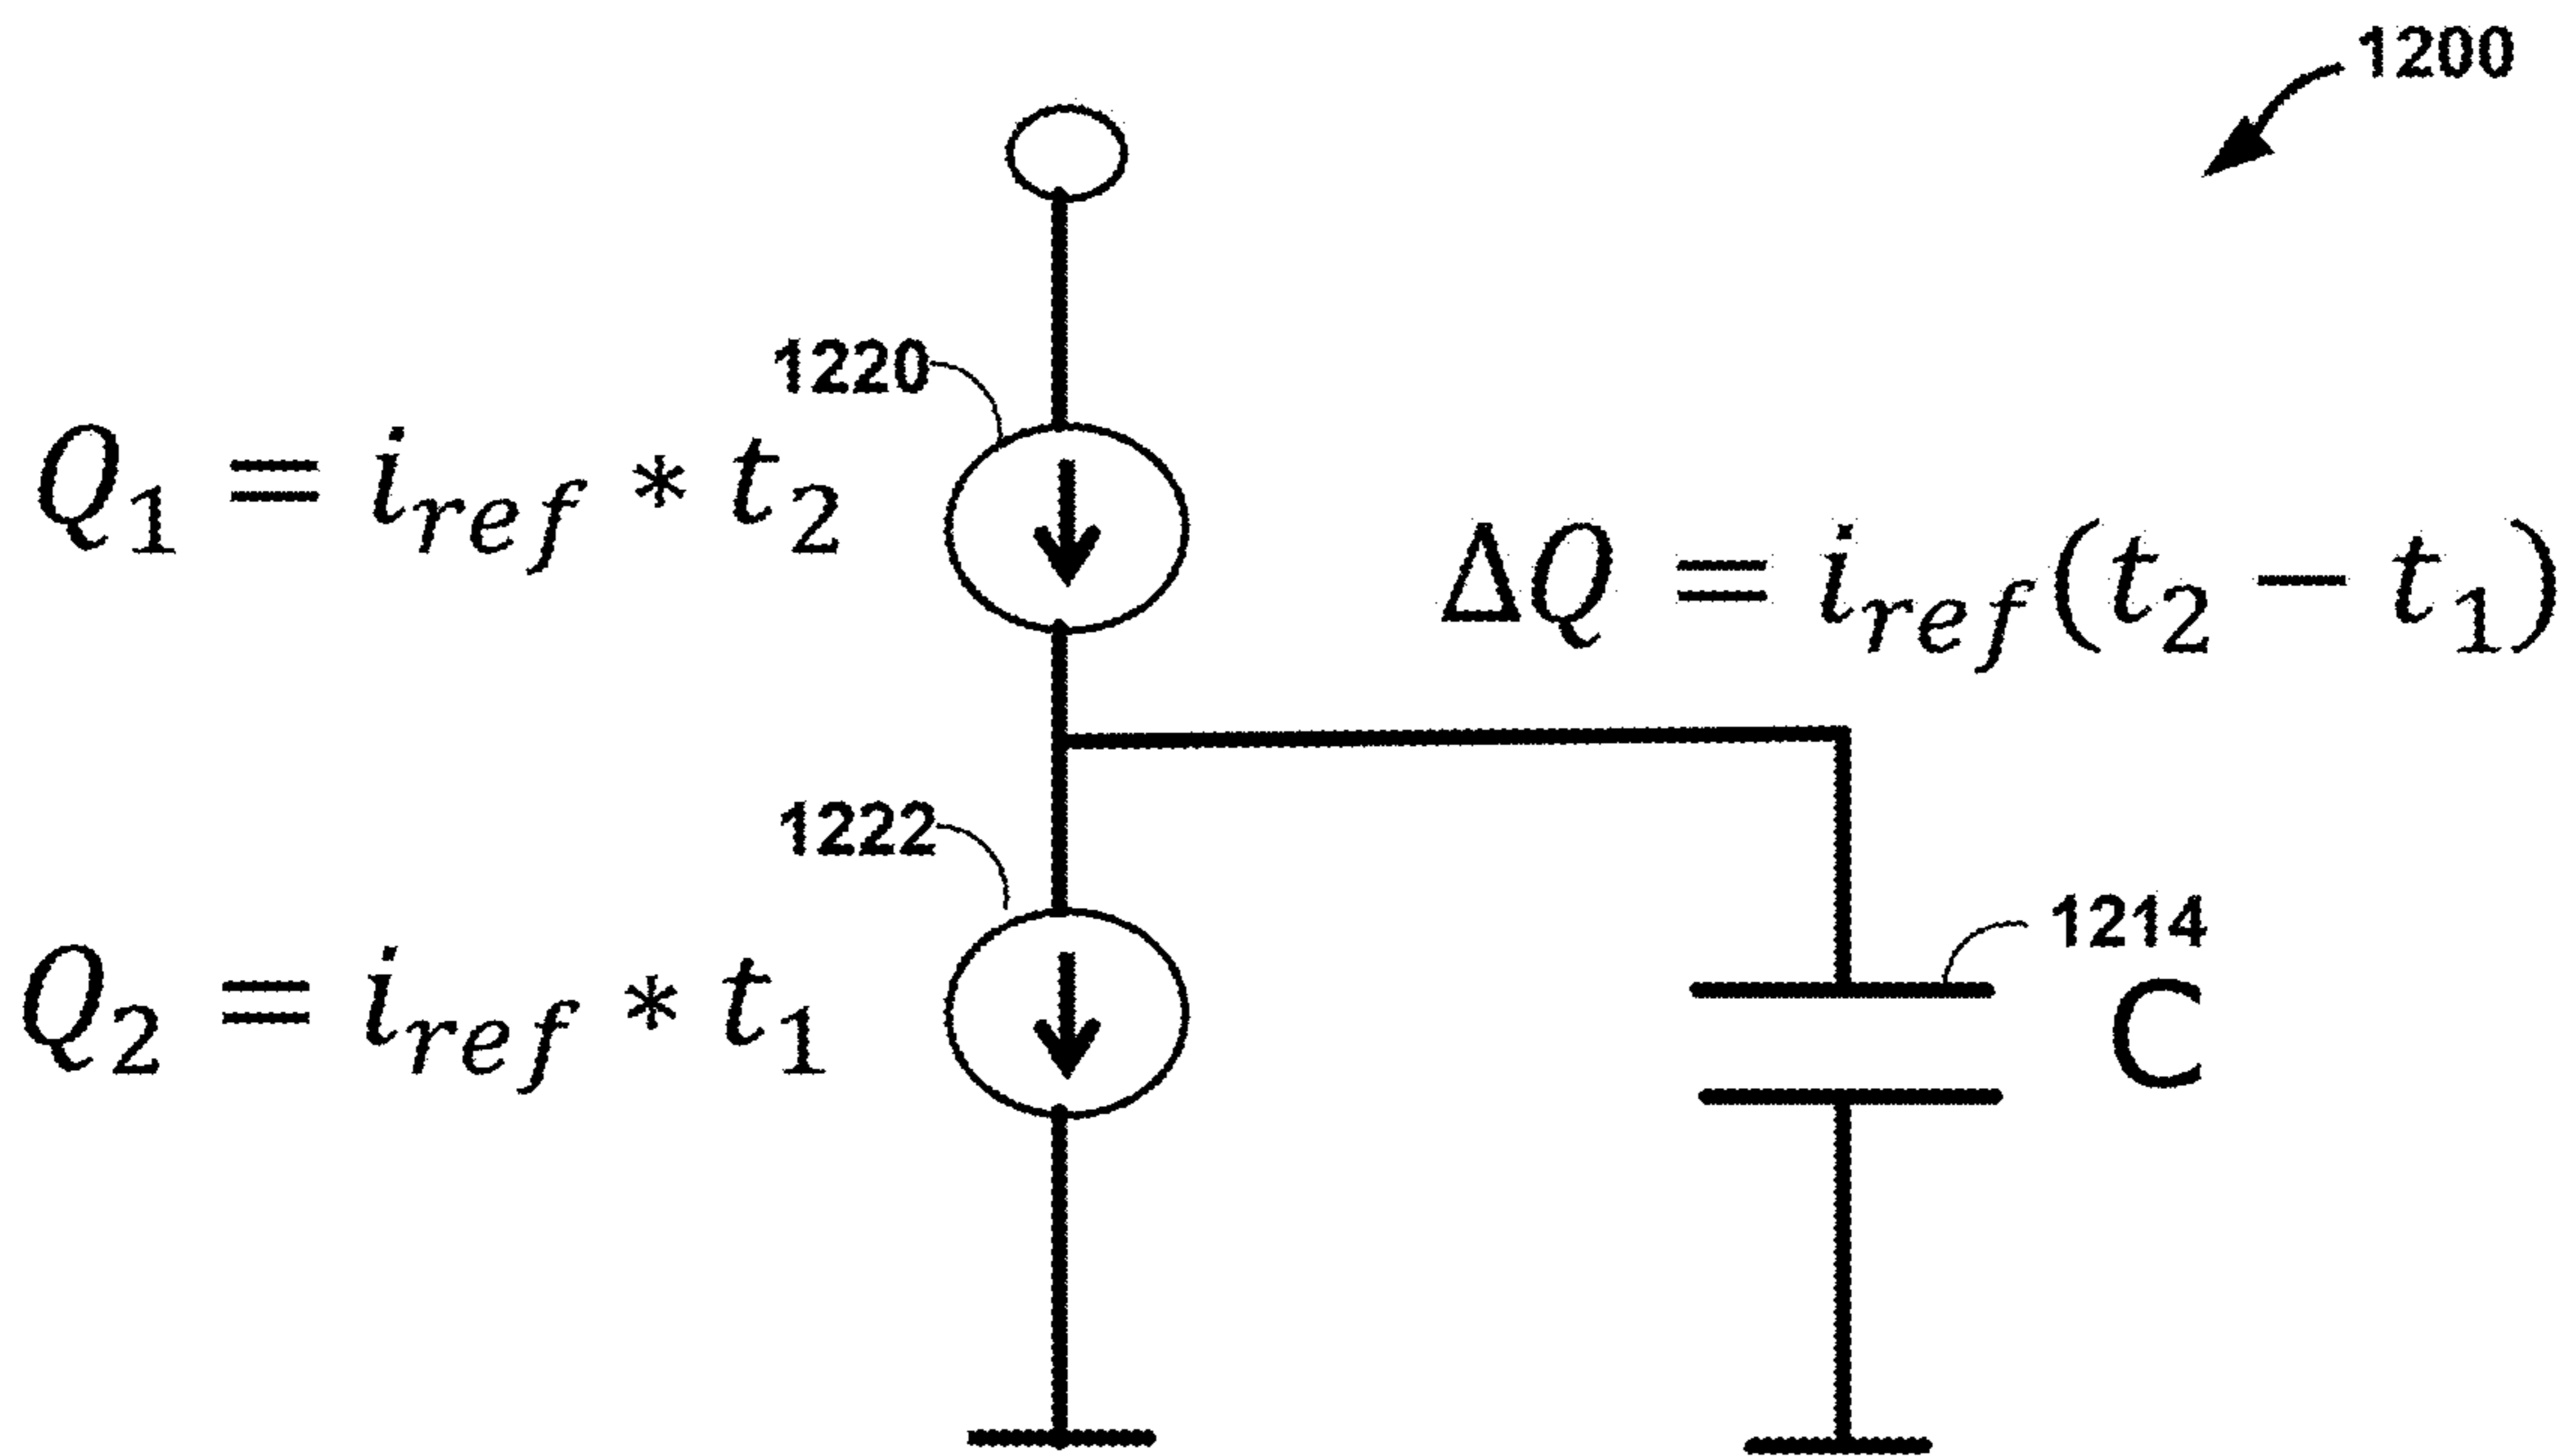 1200
1220
Q₁ = i_ref * t₂
ΔQ = i_ref(t₂ − t₁)
1222
1214
Q₂ = i_ref * t₁
C